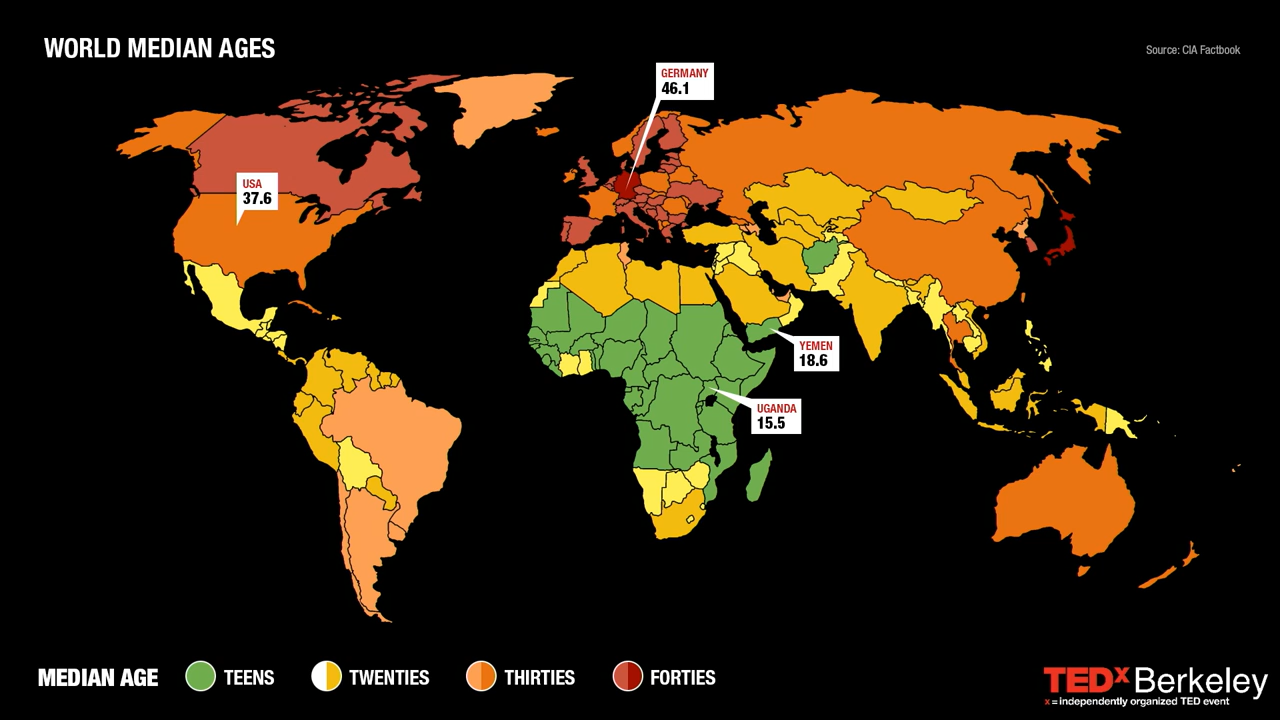 WORLD MEDIAN AGES
Source: CIA Factbook
GERMANY
46.1
USA
37.6
YEMEN
18.6
UGANDA
15.5
MEDIAN AGE
TEENS
TWENTIES
THIRTIES
FORTIES
TEDx Berkeley
x = independently organized TED event